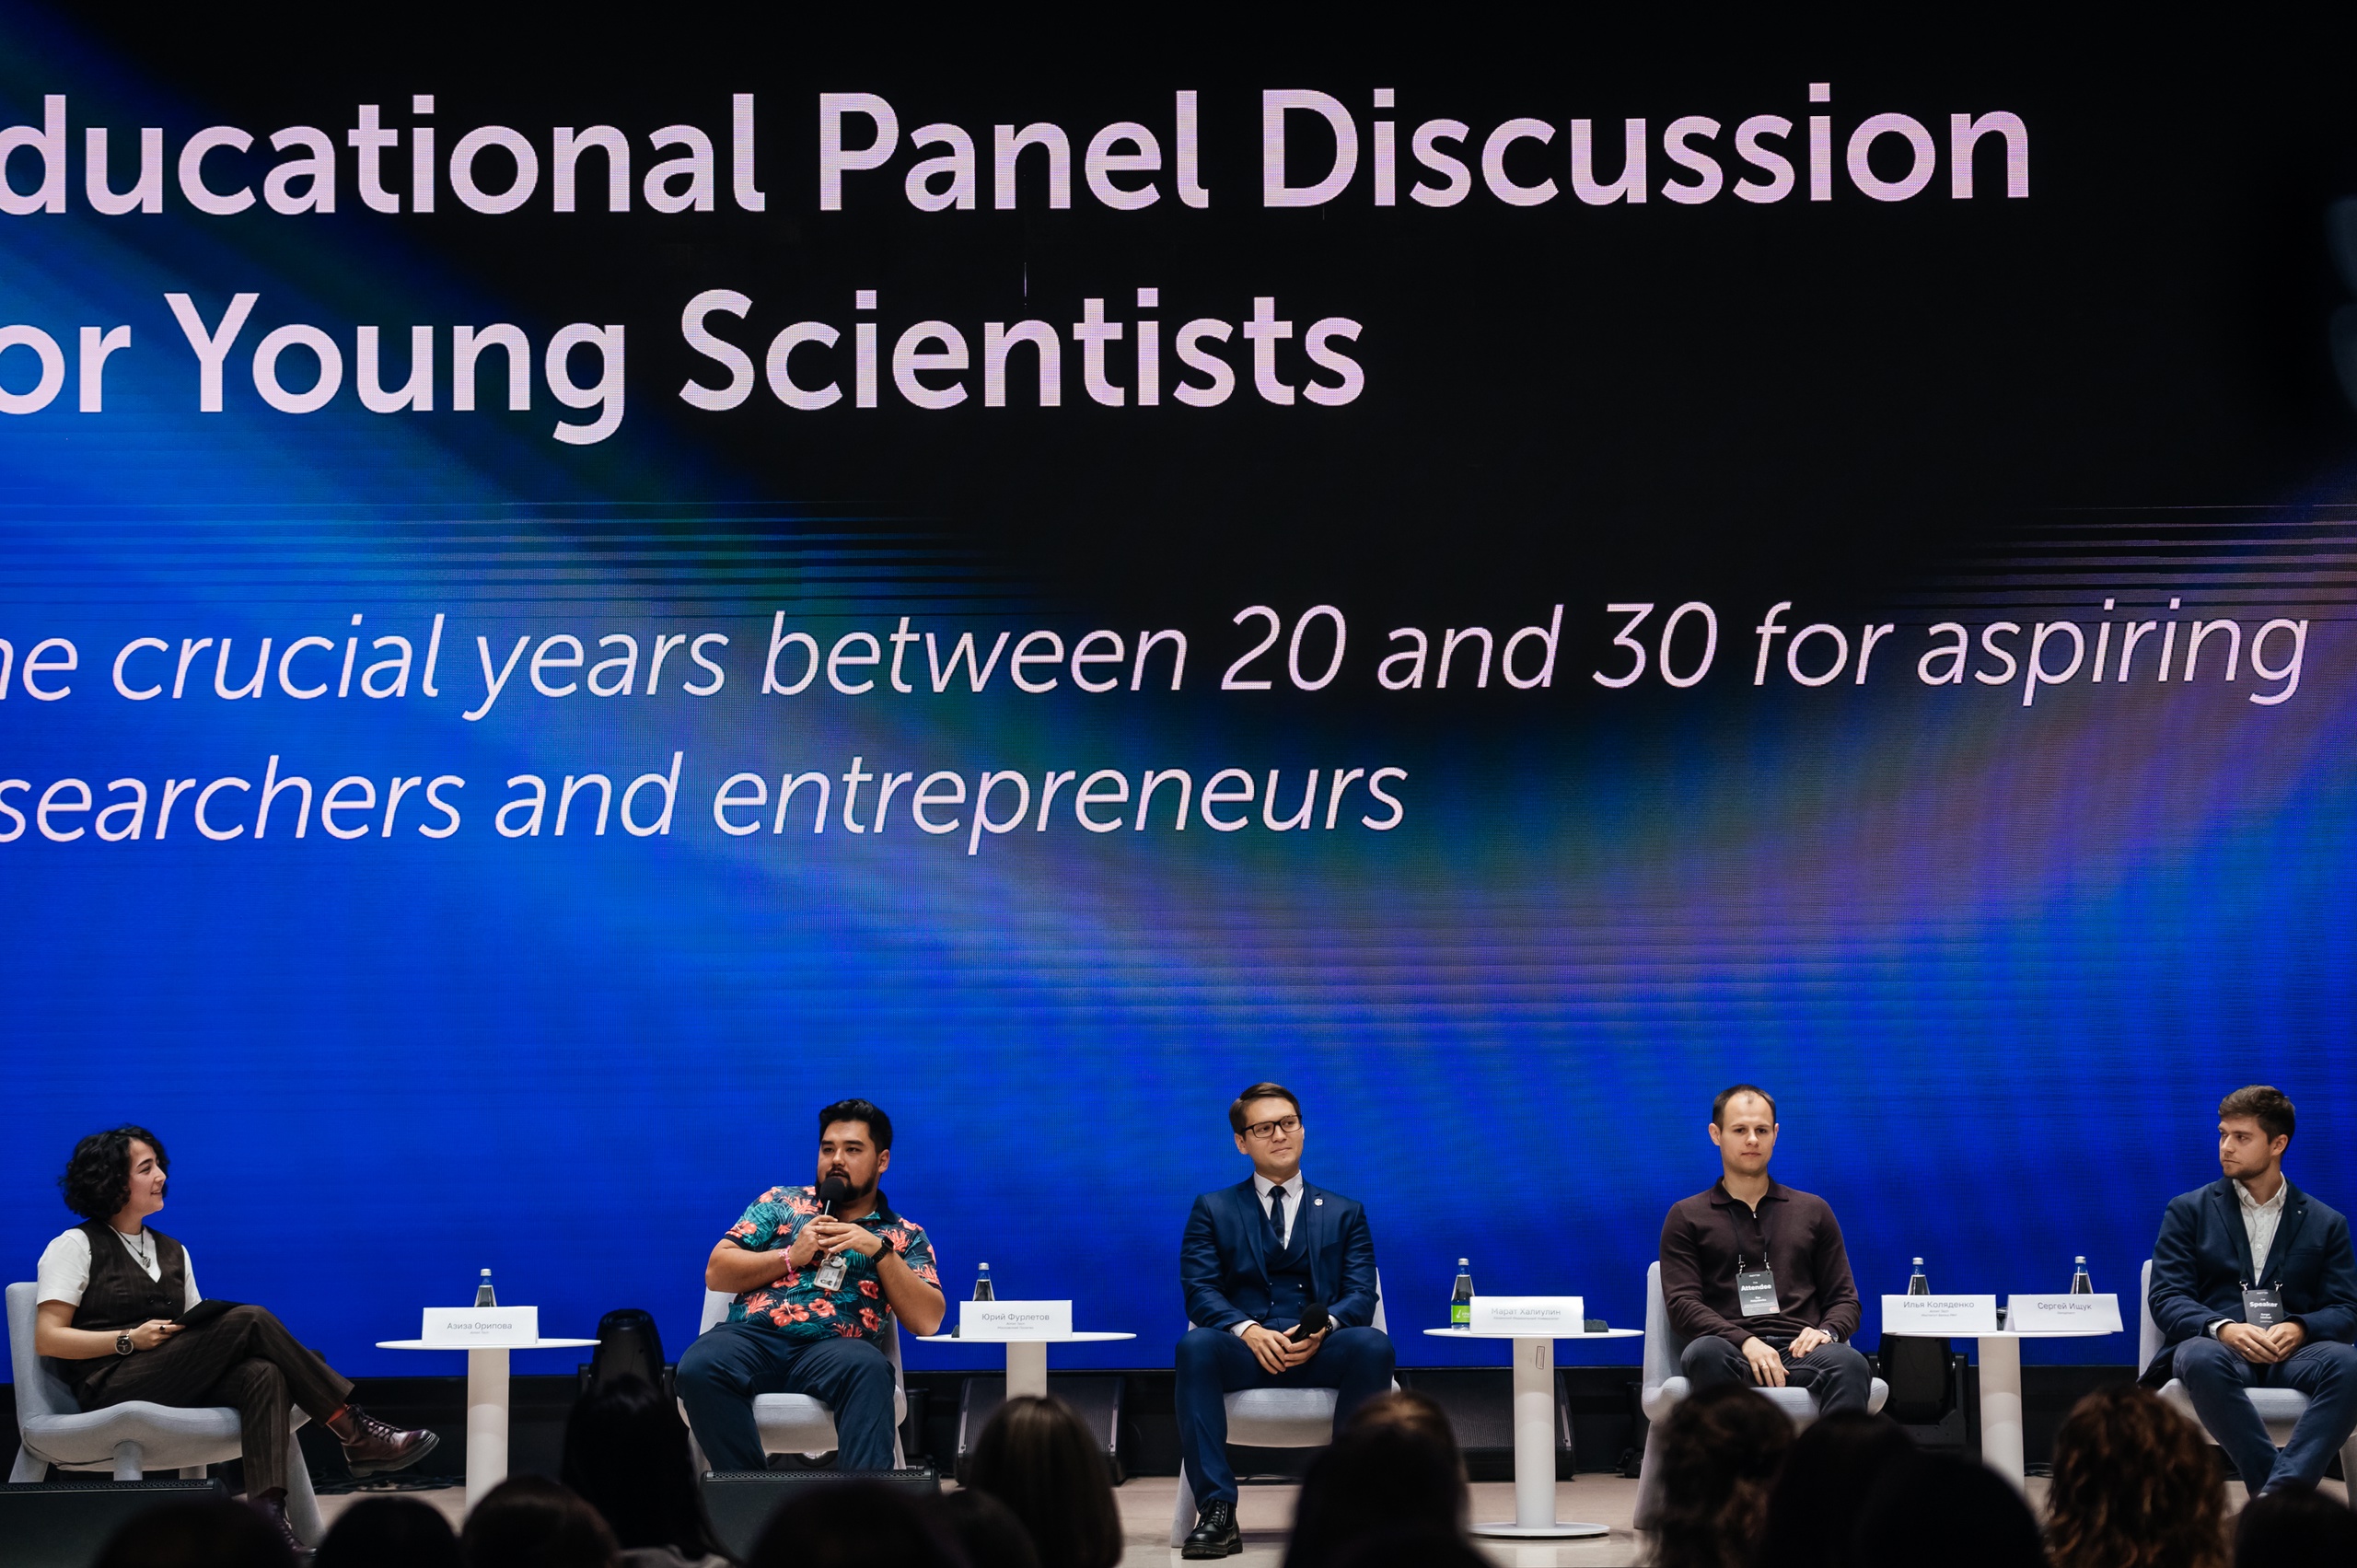 ducational Panel Discussion
or Young Scientists
he crucial years between 20 and 30 for aspiring
searchers and entrepreneurs
Азиза Орипова
Юрий Фурлетов
Марат Халиулин
Илья Коляденко
Сергей Ищук
Attendee
Speaker